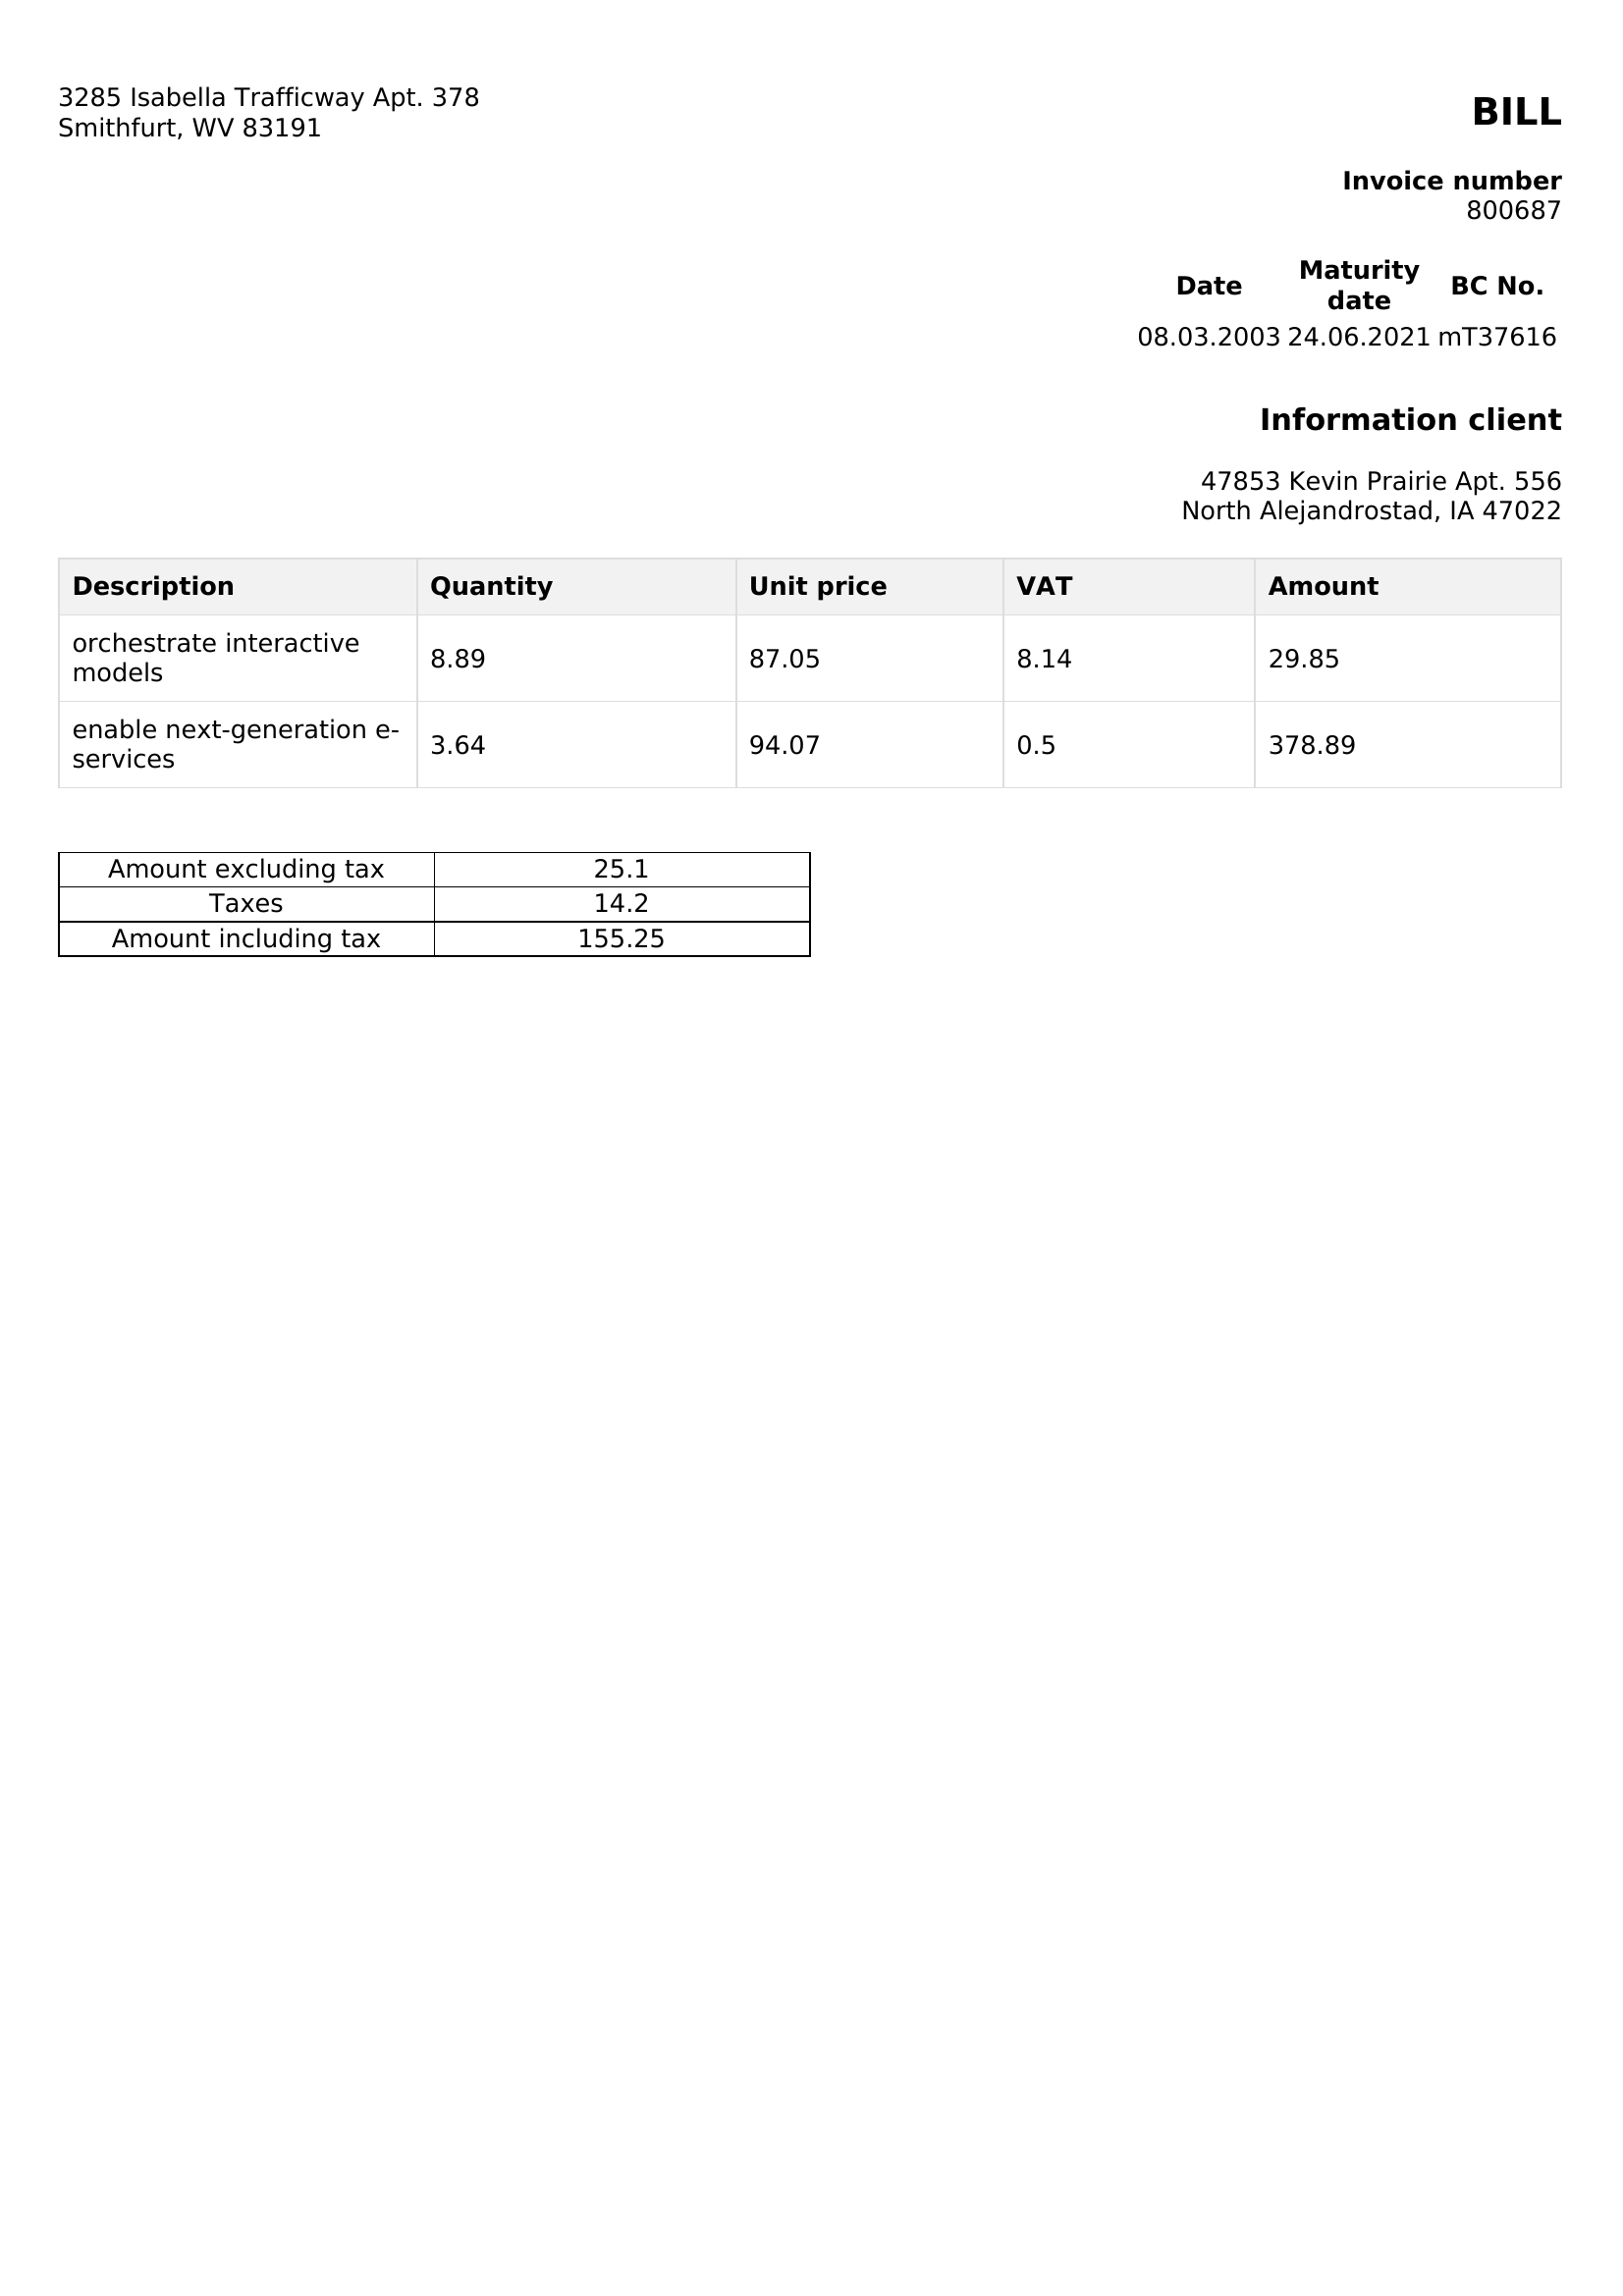 3285 Isabella Trafficway Apt. 378
Smithfurt, WV 83191
BILL
Invoice number
800687
Date Maturity date BC No.
08.03.2003 24.06.2021 mT37616
Information client
47853 Kevin Prairie Apt. 556
North Alejandrostad, IA 47022
Description Quantity Unit price VAT Amount
orchestrate interactive
models 8.89 87.05 8.14 29.85
enable next-generation e-
services 3.64 94.07 0.5 378.89
Amount excluding tax 25.1
Taxes 14.2
Amount including tax 155.25